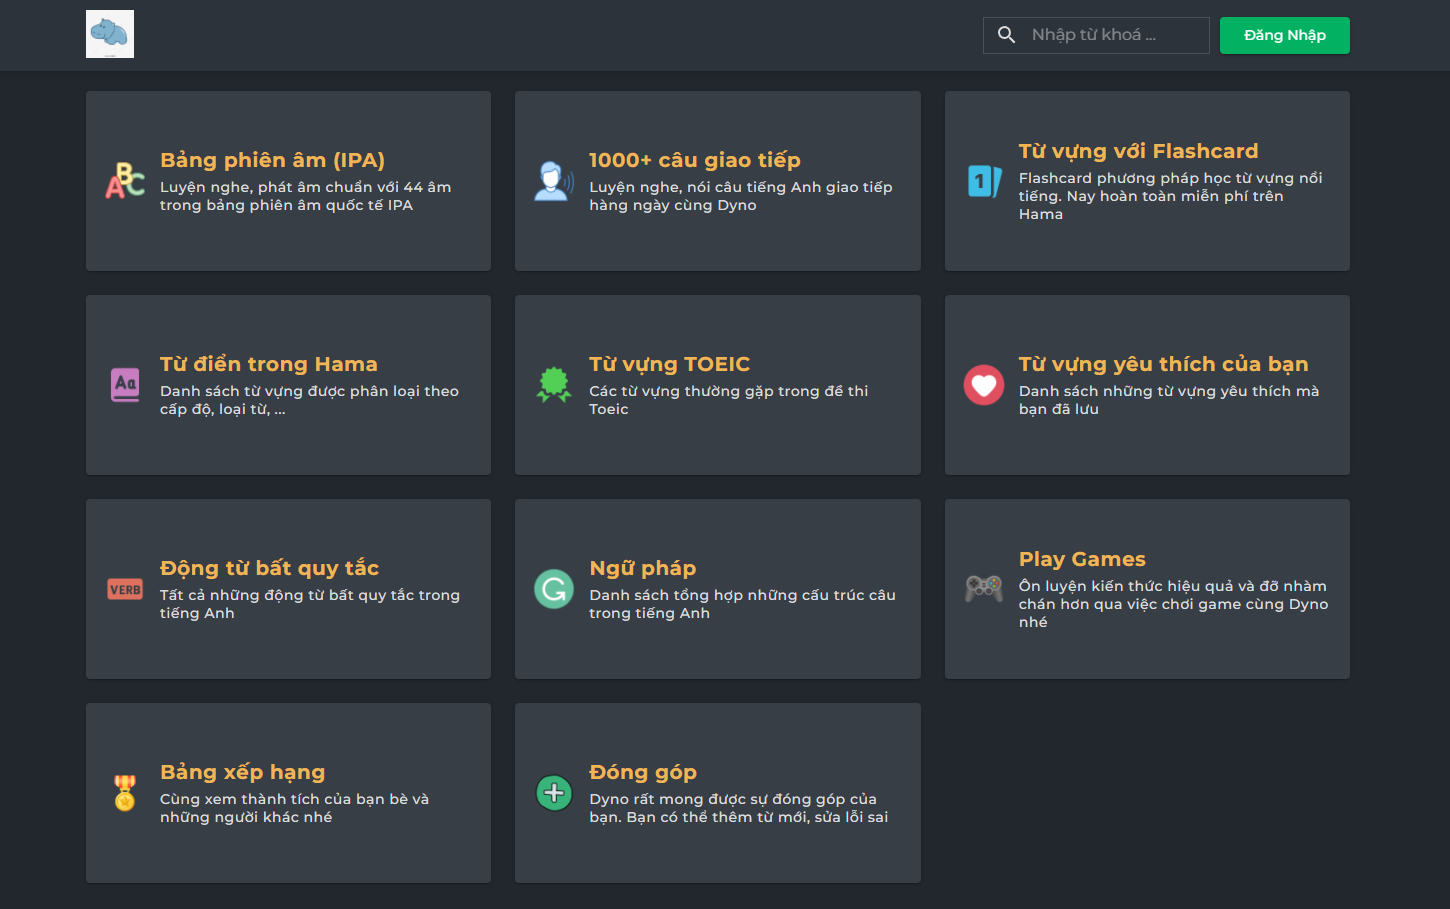 Nhập từ khoá ...
Đăng Nhập
ABC
Bảng phiên âm (IPA)
Luyện nghe, phát âm chuẩn với 44 âm
trong bảng phiên âm quốc tế IPA
1000+ câu giao tiếp
Luyện nghe, nói câu tiếng Anh giao tiếp
hàng ngày cùng Dyno
1
Từ vựng với Flashcard
Flashcard phương pháp học từ vựng nổi
tiếng. Nay hoàn toàn miễn phí trên
Hama
Aa
Từ điển trong Hama
Danh sách từ vựng được phân loại theo
cấp độ, loại từ, ...
Từ vựng TOEIC
Các từ vựng thường gặp trong đề thi
Toeic
Từ vựng yêu thích của bạn
Danh sách những từ vựng yêu thích mà
bạn đã lưu
VERB
Động từ bất quy tắc
Tất cả những động từ bất quy tắc trong
tiếng Anh
G
Ngữ pháp
Danh sách tổng hợp những cấu trúc câu
trong tiếng Anh
Play Games
Ôn luyện kiến thức hiệu quả và đỡ nhàm
chán hơn qua việc chơi game cùng Dyno
nhé
Bảng xếp hạng
Cùng xem thành tích của bạn bè và
những người khác nhé
Đóng góp
Dyno rất mong được sự đóng góp của
bạn. Bạn có thể thêm từ mới, sửa lỗi sai